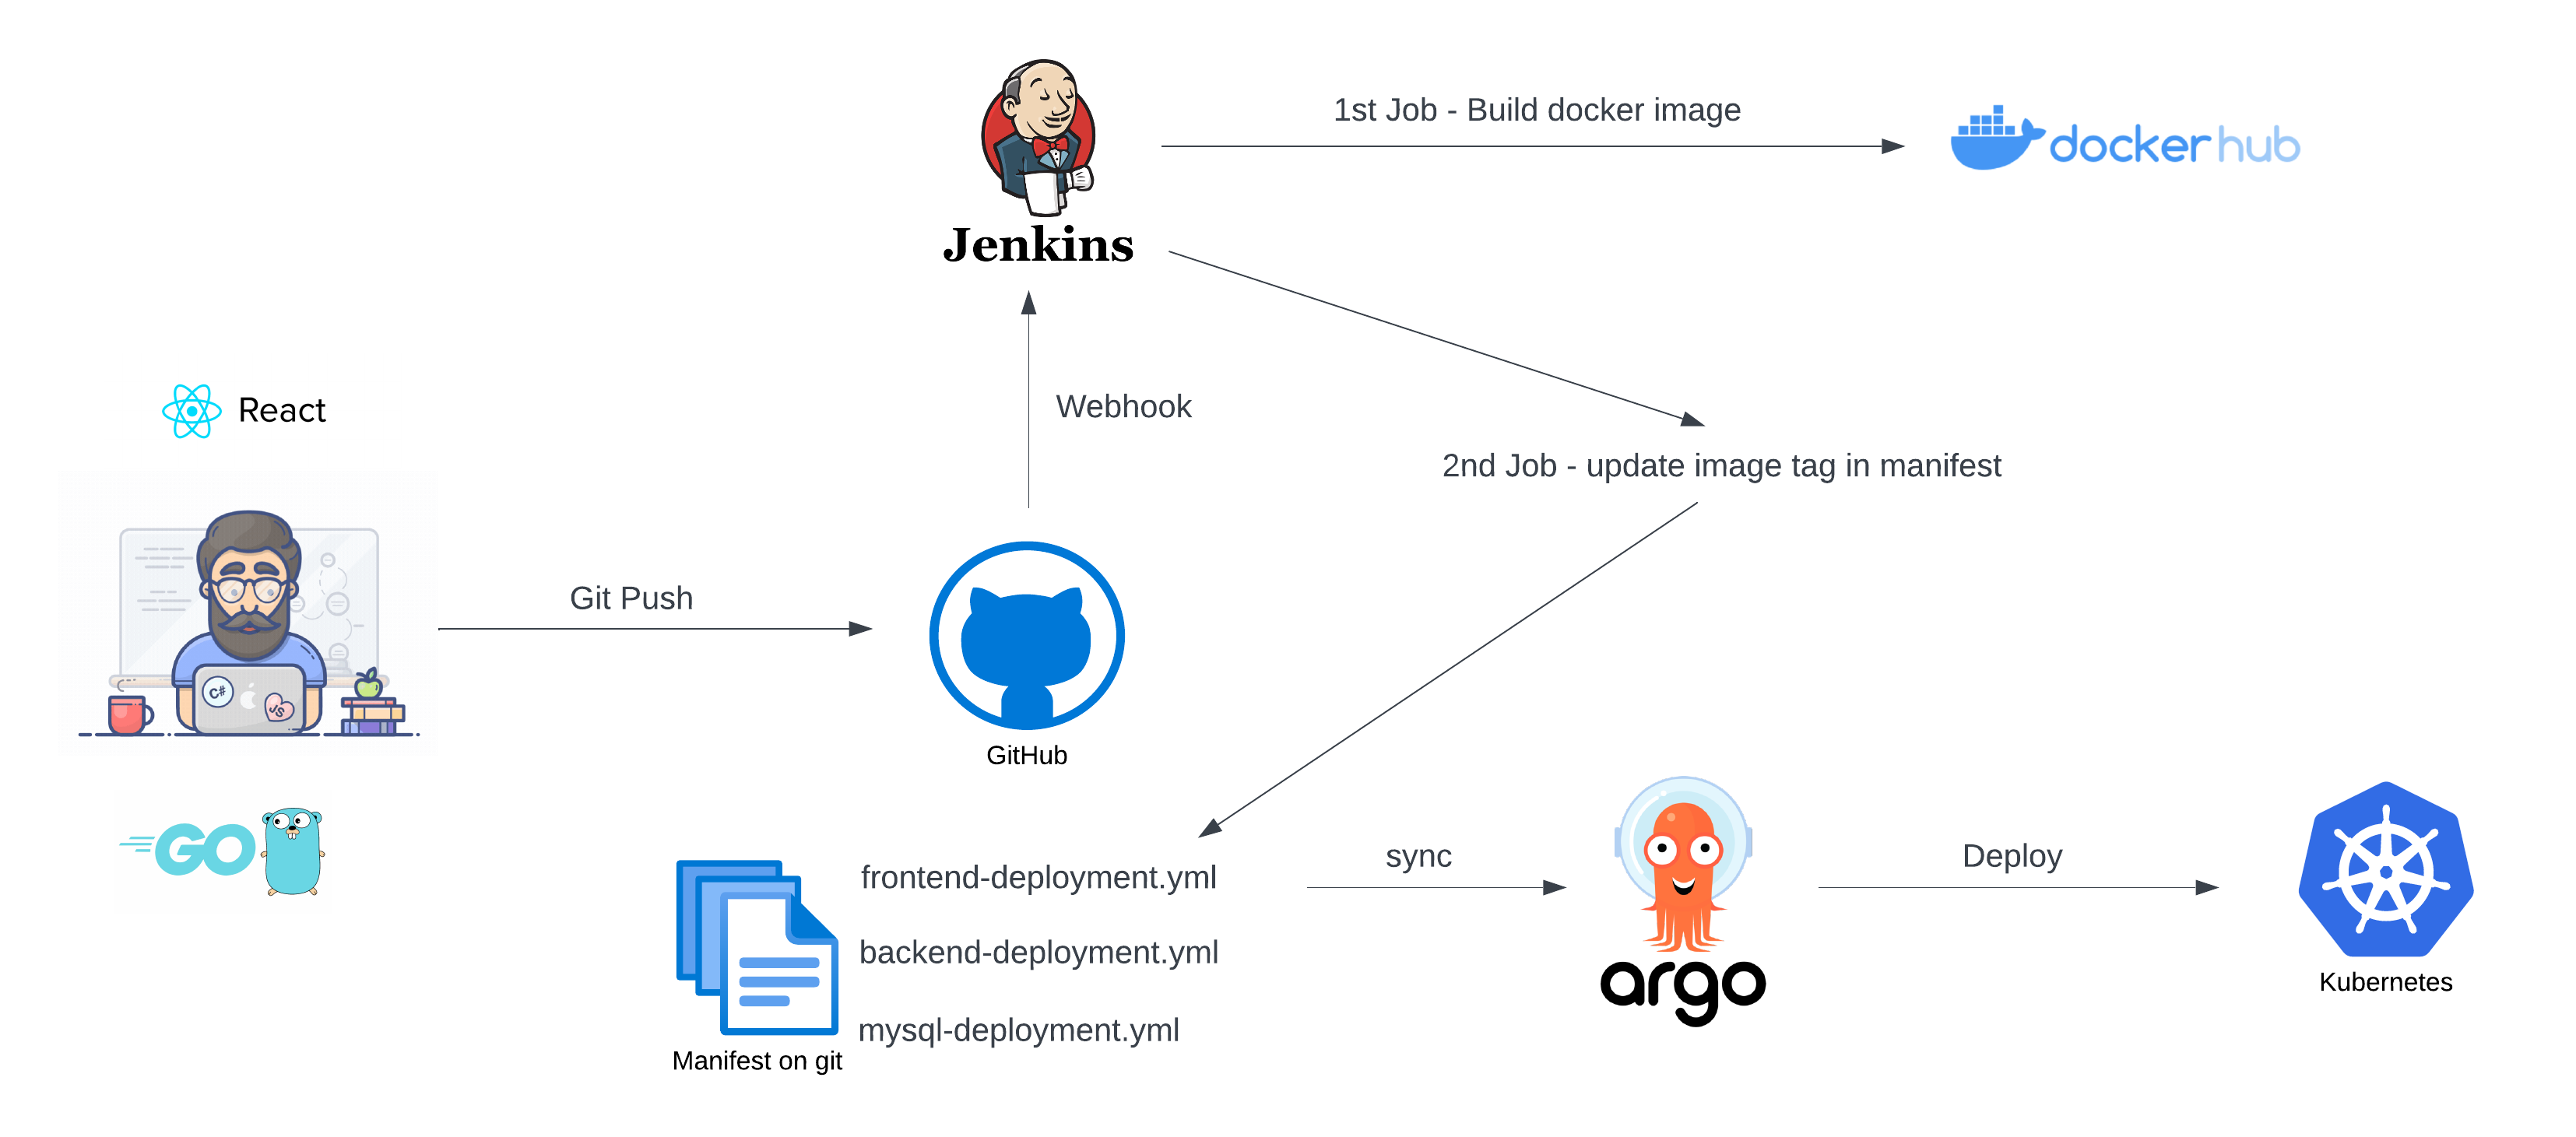 1st Job - Build docker image
docker hub
Jenkins
React
Webhook
2nd Job - update image tag in manifest
Git Push
C#
JS
GitHub
GO
frontend-deployment.yml
sync
Deploy
backend-deployment.yml
argo
Kubernetes
mysql-deployment.yml
Manifest on git